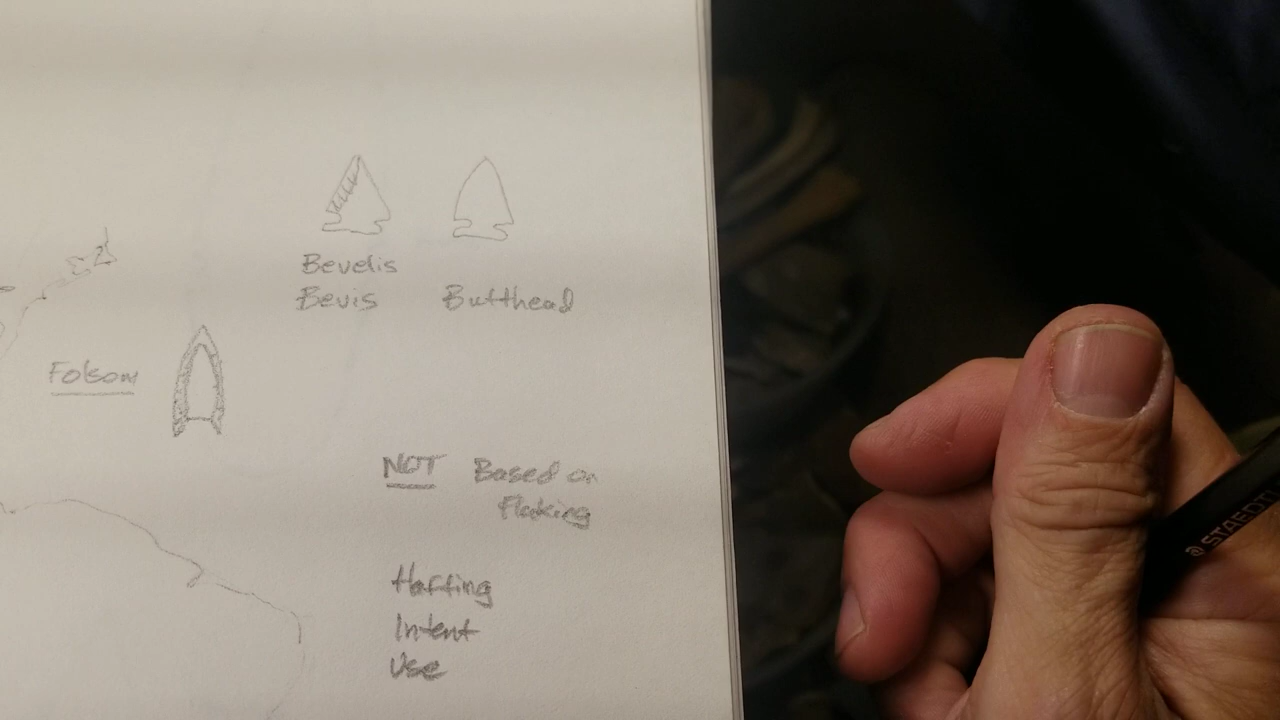 Bevelis
Bevis
Butthead
Folsom
NOT Based on
Flaking
Hafting
Intent
Use
STAEDTL